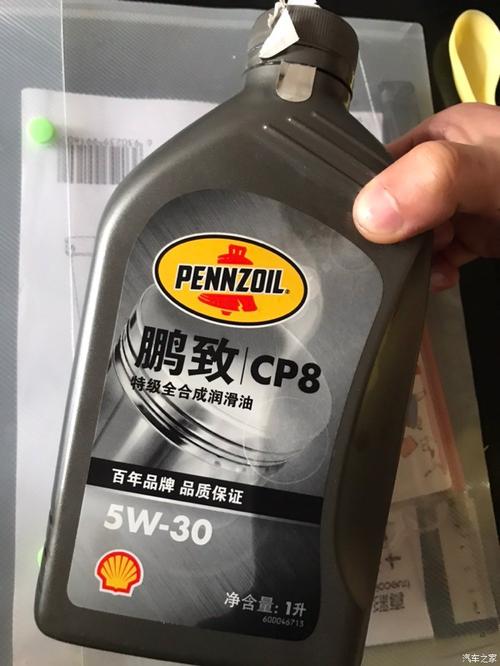 PENNZOIL
鹏致|CP8
特级全合成润滑油
百年品牌 品质保证
5W-30
净含量: 1升
600046713
汽车之家